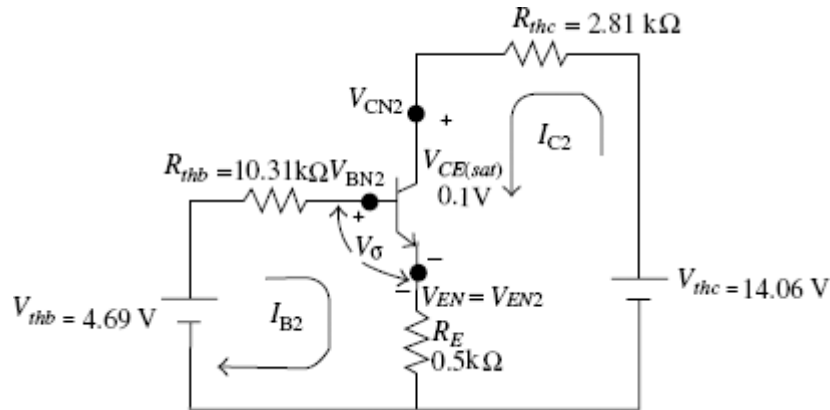 R_thc = 2.81 kΩ
V_CN2
+
I_C2
R_thb = 10.31kΩ
V_BN2
V_CE(sat)
0.1V
+
V_σ
–
–
V_EN = V_EN2
V_thc = 14.06 V
V_thb = 4.69 V
I_B2
R_E
0.5kΩ